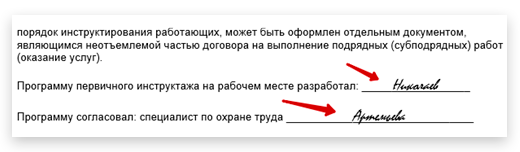 порядок инструктирования работающих, может быть оформлен отдельным документом,
являющимся неотъемлемой частью договора на выполнение подрядных (субподрядных) работ
(оказание услуг).
Программу первичного инструктажа на рабочем месте разработал: Николаев
Программу согласовал: специалист по охране труда Артемьева